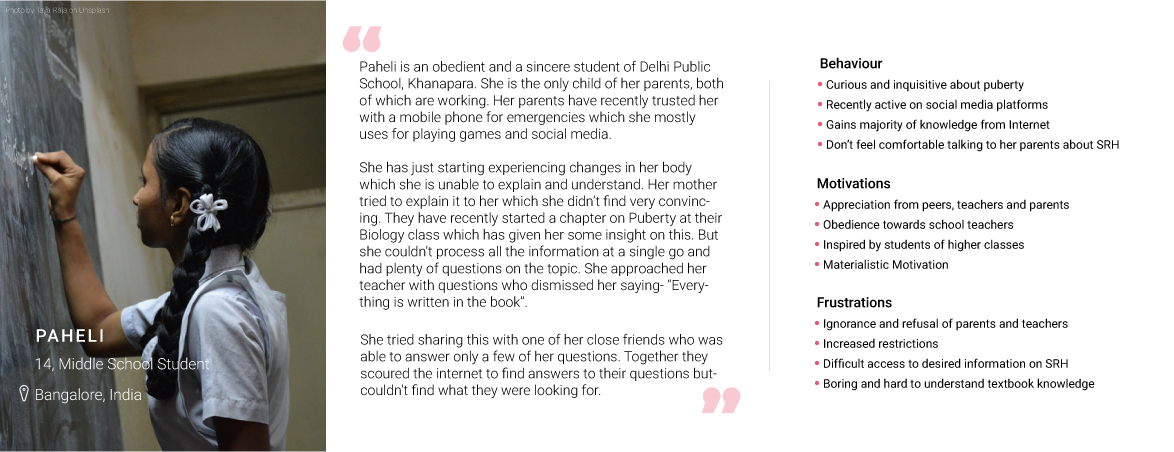 Photo by Raja on Unsplash
PAHELI
14, Middle School Student
Bangalore, India
Paheli is an obedient and a sincere student of Delhi Public
School, Khanapara. She is the only child of her parents, both
of which are working. Her parents have recently trusted her
with a mobile phone for emergencies which she mostly
uses for playing games and social media.
She has just starting experiencing changes in her body
which she is unable to explain and understand. Her mother
tried to explain it to her which she didn't find very convinc-
ing. They have recently started a chapter on Puberty at their
Biology class which has given her some insight on this. But
she couldn't process all the information at a single go and
had plenty of questions on the topic. She approached her
teacher with questions who dismissed her saying- "Every-
thing is written in the book".
She tried sharing this with one of her close friends who was
able to answer only a few of her questions. Together they
scoured the internet to find answers to their questions but-
couldn't find what they were looking for.
Behaviour
• Curious and inquisitive about puberty
• Recently active on social media platforms
• Gains majority of knowledge from Internet
• Don't feel comfortable talking to her parents about SRH
Motivations
• Appreciation from peers, teachers and parents
• Obedience towards school teachers
• Inspired by students of higher classes
• Materialistic Motivation
Frustrations
• Ignorance and refusal of parents and teachers
• Increased restrictions
• Difficult access to desired information on SRH
• Boring and hard to understand textbook knowledge